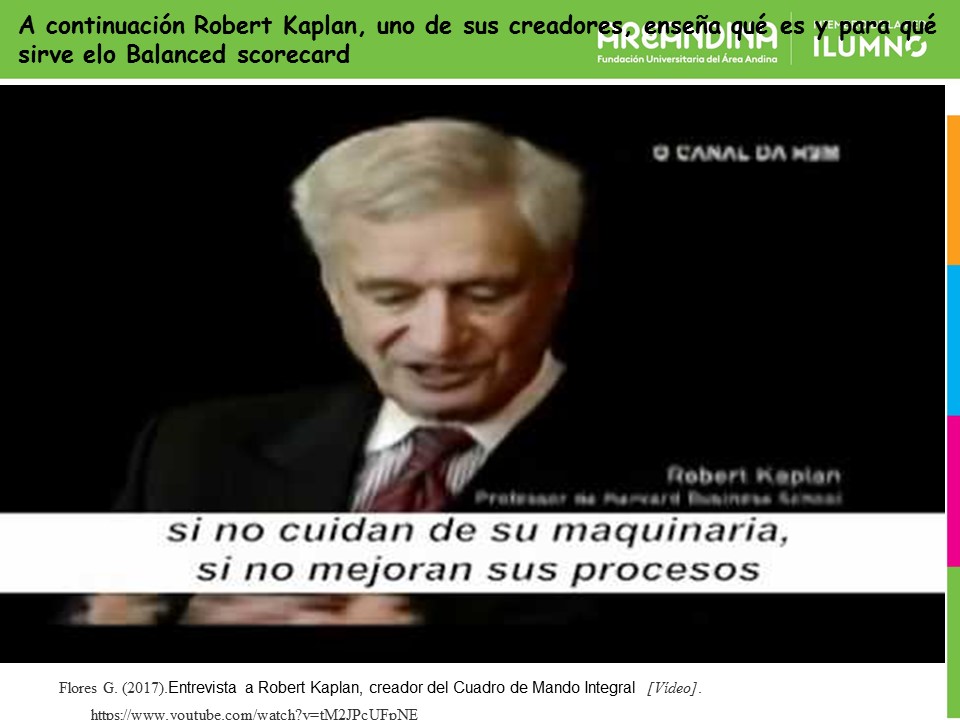 A continuación Robert Kaplan, uno de sus creadores, enseña qué es y para qué
sirve elo Balanced scorecard
AREANDINA
Fundación Universitaria del Área Andina
ILUMNO
O CANAL DA HSM
Robert Kaplan
Professor de Harvard Business School
si no cuidan de su maquinaria,
si no mejoran sus procesos
Flores G. (2017).Entrevista a Robert Kaplan, creador del Cuadro de Mando Integral [Vídeo].
https://www.youtube.com/watch?v=tM2JPcUFpNE